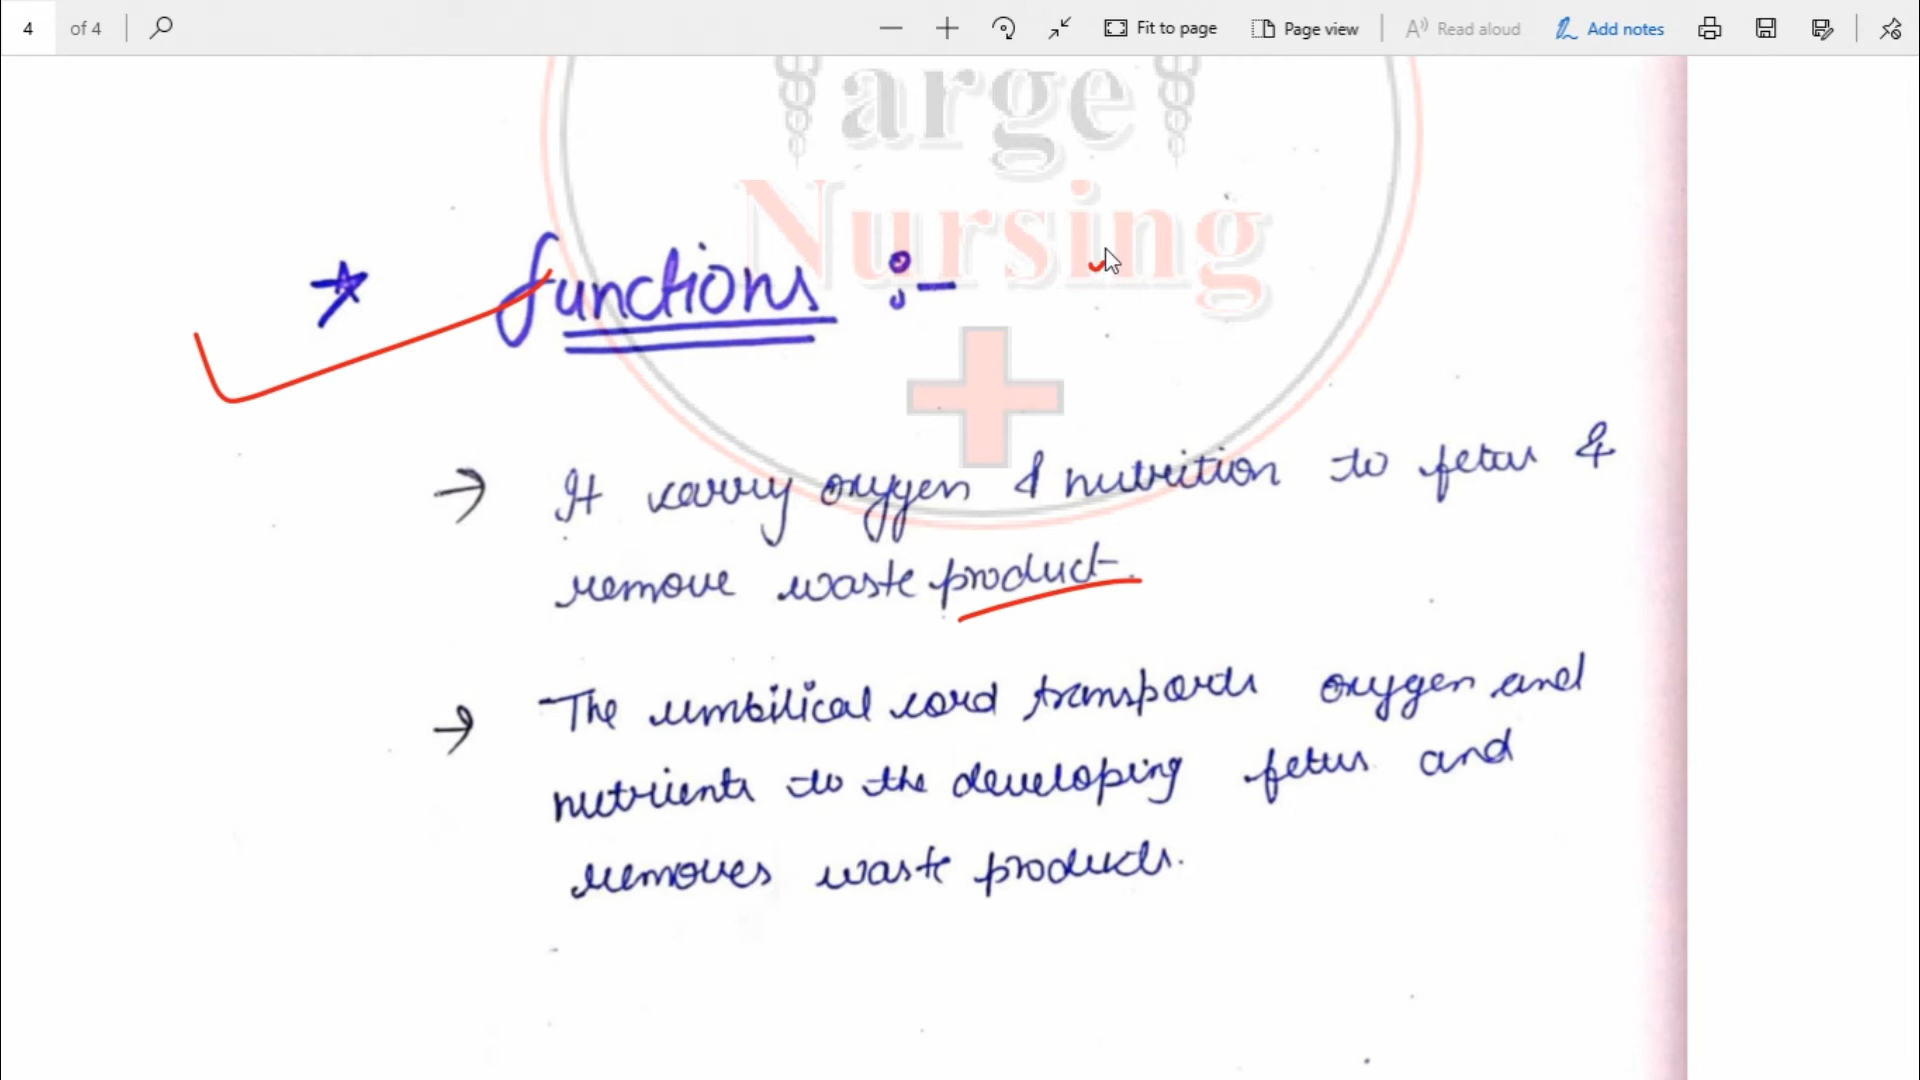 4 of 4 Fit to page Page view Read aloud Add notes
arge
Nursing
functions :-
→ It carry oxygen & nutrition to fetus &
remove waste product.
→ The umbilical cord transports oxygen and
nutrients to the developing fetus and
removes waste products.